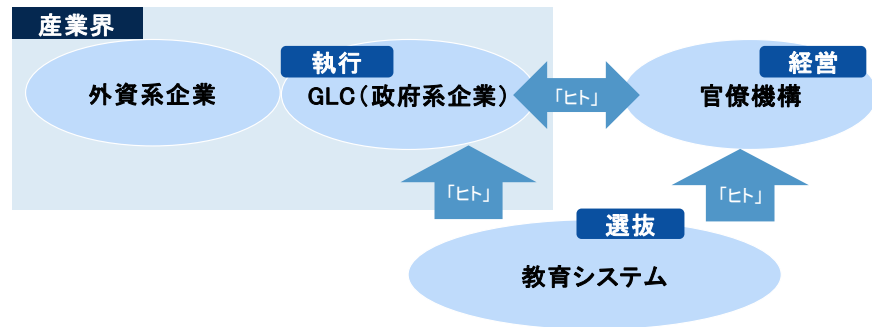 産業界
執行
経営
外資系企業
GLC（政府系企業）
「ヒト」
官僚機構
「ヒト」
「ヒト」
選抜
教育システム